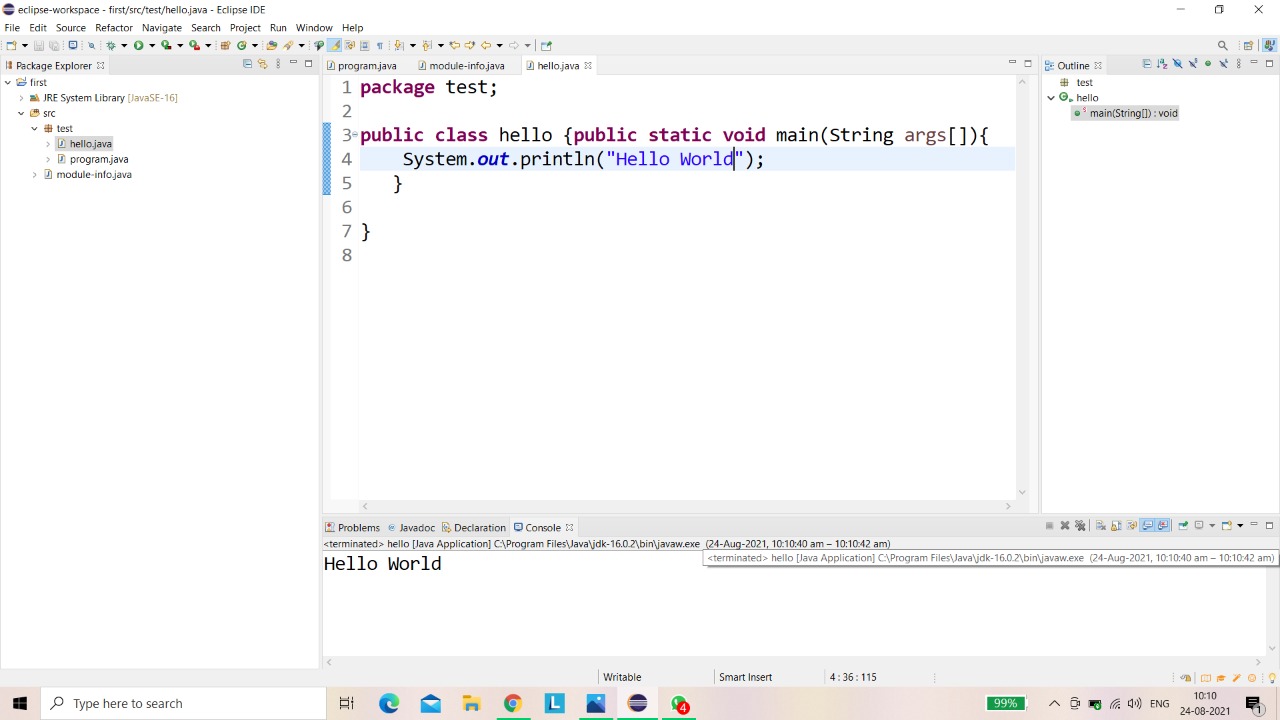 eclipse-workspace - first/src/test/hello.java - Eclipse IDE
File Edit Source Refactor Navigate Search Project Run Window Help
Package Explorer
first
JRE System Library [JavaSE-16]
src
test
hello.java
program.java
module-info.java
program.java module-info.java hello.java
1 package test;
2
3 public class hello {public static void main(String args[]){
4 System.out.println("Hello World");
5 }
6
7 }
8
Outline
test
hello
main(String[]) : void
Problems Javadoc Declaration Console
<terminated> hello [Java Application] C:\Program Files\Java\jdk-16.0.2\bin\javaw.exe (24-Aug-2021, 10:10:40 am – 10:10:42 am)
<terminated> hello [Java Application] C:\Program Files\Java\jdk-16.0.2\bin\javaw.exe (24-Aug-2021, 10:10:40 am – 10:10:42 am)
Hello World
Writable Smart Insert 4 : 36 : 115
Type here to search
L
4
99%
ENG
10:10
24-08-2021
1